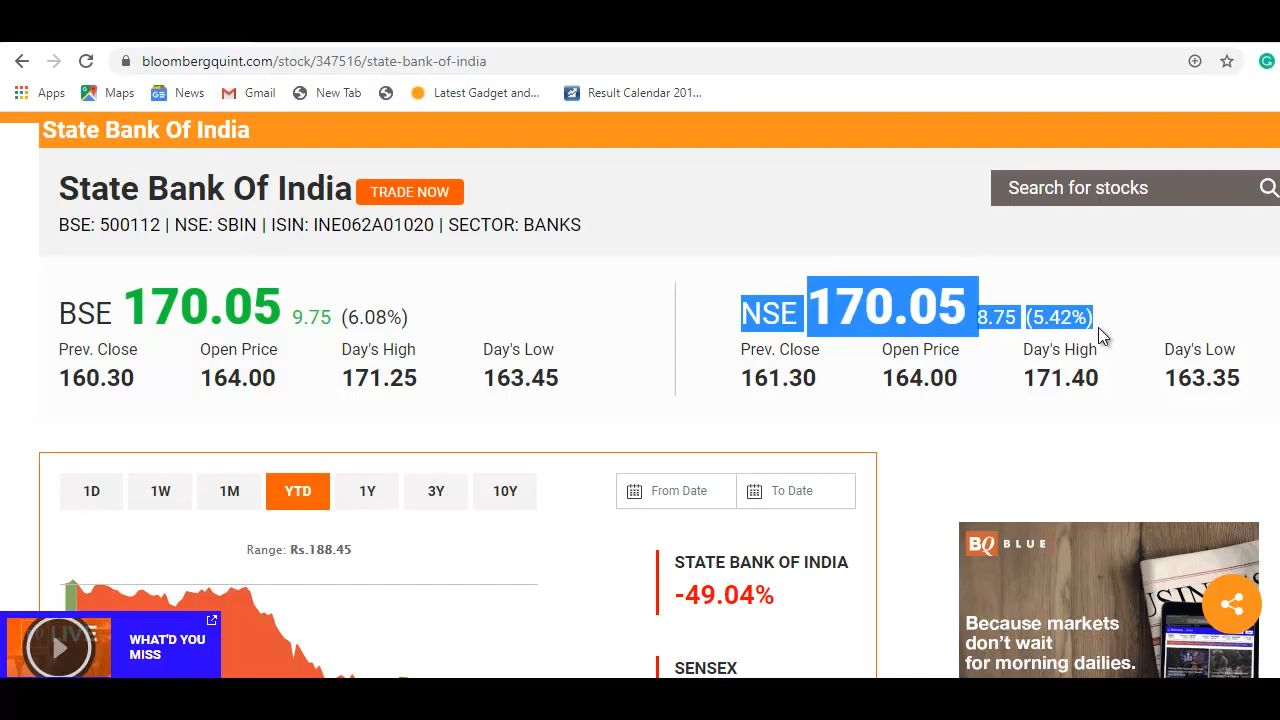 bloombergquint.com/stock/347516/state-bank-of-india
Apps Maps News Gmail New Tab Latest Gadget and... Result Calendar 201...
State Bank Of India
State Bank Of India TRADE NOW
Search for stocks
BSE: 500112 | NSE: SBIN | ISIN: INE062A01020 | SECTOR: BANKS
BSE 170.05 9.75 (6.08%)
Prev. Close Open Price Day's High Day's Low
160.30 164.00 171.25 163.45
NSE 170.05 8.75 (5.42%)
Prev. Close Open Price Day's High Day's Low
161.30 164.00 171.40 163.35
1D 1W 1M YTD 1Y 3Y 10Y
From Date To Date
Range: Rs.188.45
STATE BANK OF INDIA
-49.04%
SENSEX
LIVE
WHAT'D YOU
MISS
BQ BLUE
Because markets
don't wait
for morning dailies.